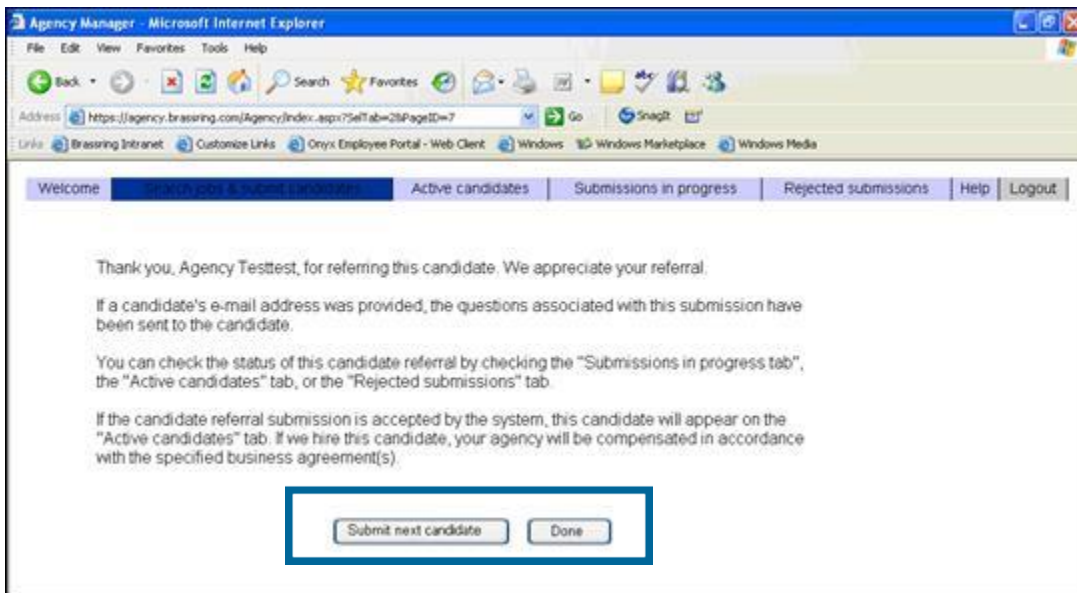 Agency Manager - Microsoft Internet Explorer
File Edit View Favorites Tools Help
Back Search Favorites
Address https://agency.brassring.com/Agency/Index.aspx?SelTab=2&PageID=7 Go SnagIt
Links Brassring Intranet Customize Links Onyx Employee Portal - Web Client Windows Windows Marketplace Windows Media
Welcome Search jobs & submit candidates Active candidates Submissions in progress Rejected submissions Help Logout
Thank you, Agency Testtest, for referring this candidate. We appreciate your referral.
If a candidate's e-mail address was provided, the questions associated with this submission have
been sent to the candidate.
You can check the status of this candidate referral by checking the "Submissions in progress tab",
the "Active candidates" tab, or the "Rejected submissions" tab.
If the candidate referral submission is accepted by the system, this candidate will appear on the
"Active candidates" tab. If we hire this candidate, your agency will be compensated in accordance
with the specified business agreement(s).
Submit next candidate Done